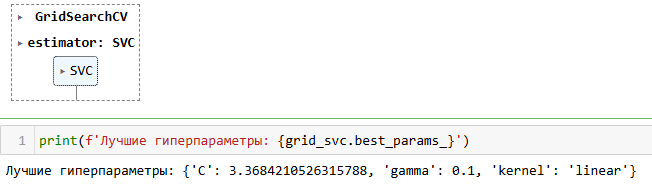 GridSearchCV
estimator: SVC
SVC
1 print(f'Лучшие гиперпараметры: {grid_svc.best_params_}')
Лучшие гиперпараметры: {'C': 3.3684210526315788, 'gamma': 0.1, 'kernel': 'linear'}